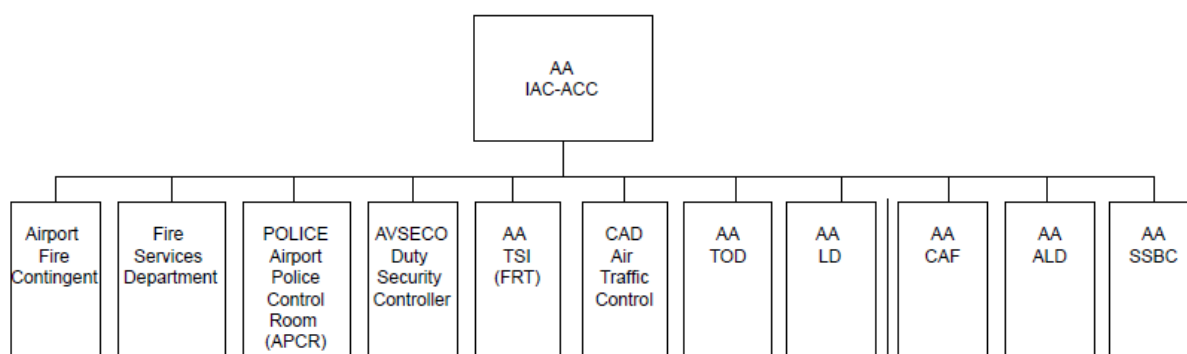 AA
IAC-ACC
Airport
Fire
Contingent
Fire
Services
Department
POLICE
Airport
Police
Control
Room
(APCR)
AVSECO
Duty
Security
Controller
AA
TSI
(FRT)
CAD
Air
Traffic
Control
AA
TOD
AA
LD
AA
CAF
AA
ALD
AA
SSBC